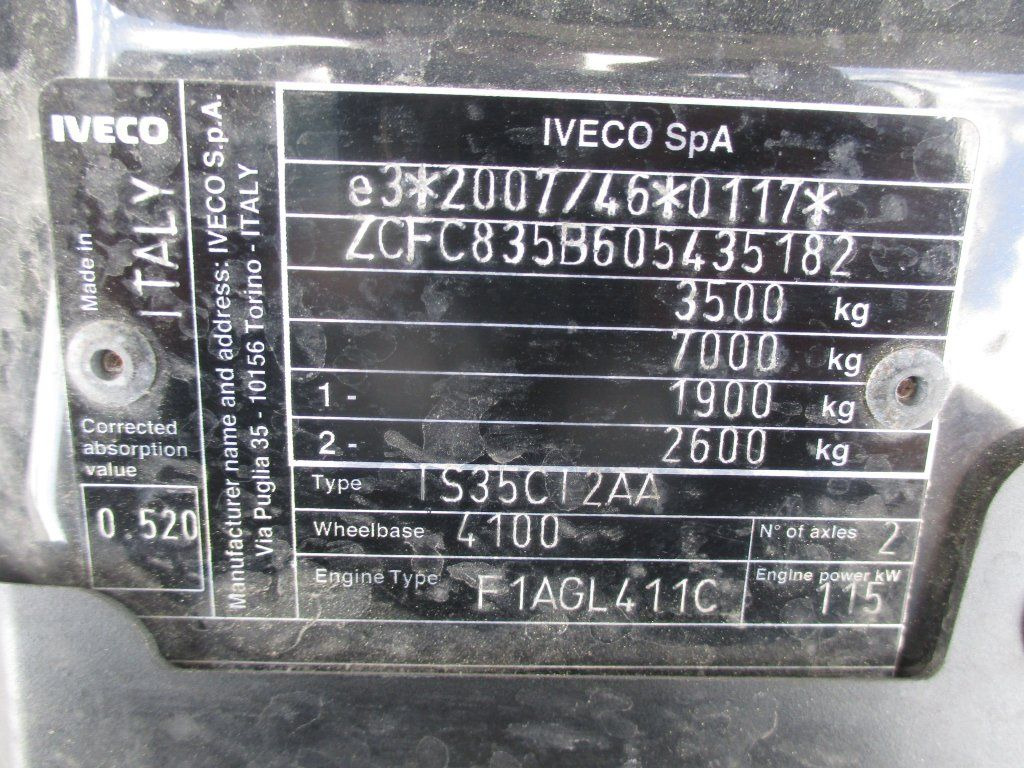 IVECO
Made in
ITALY
Corrected
absorption
value
0.520
Manufacturer name and address: IVECO S.p.A.
Via Puglia 35 - 10156 Torino - ITALY
IVECO SpA
e3*2007/46*0117*
ZCFC835B605435182
3500 kg
7000 kg
1 - 1900 kg
2 - 2600 kg
Type IS35CI2AA
Wheelbase 4100 N° of axles 2
Engine Type F1AGL411C Engine power kW 115